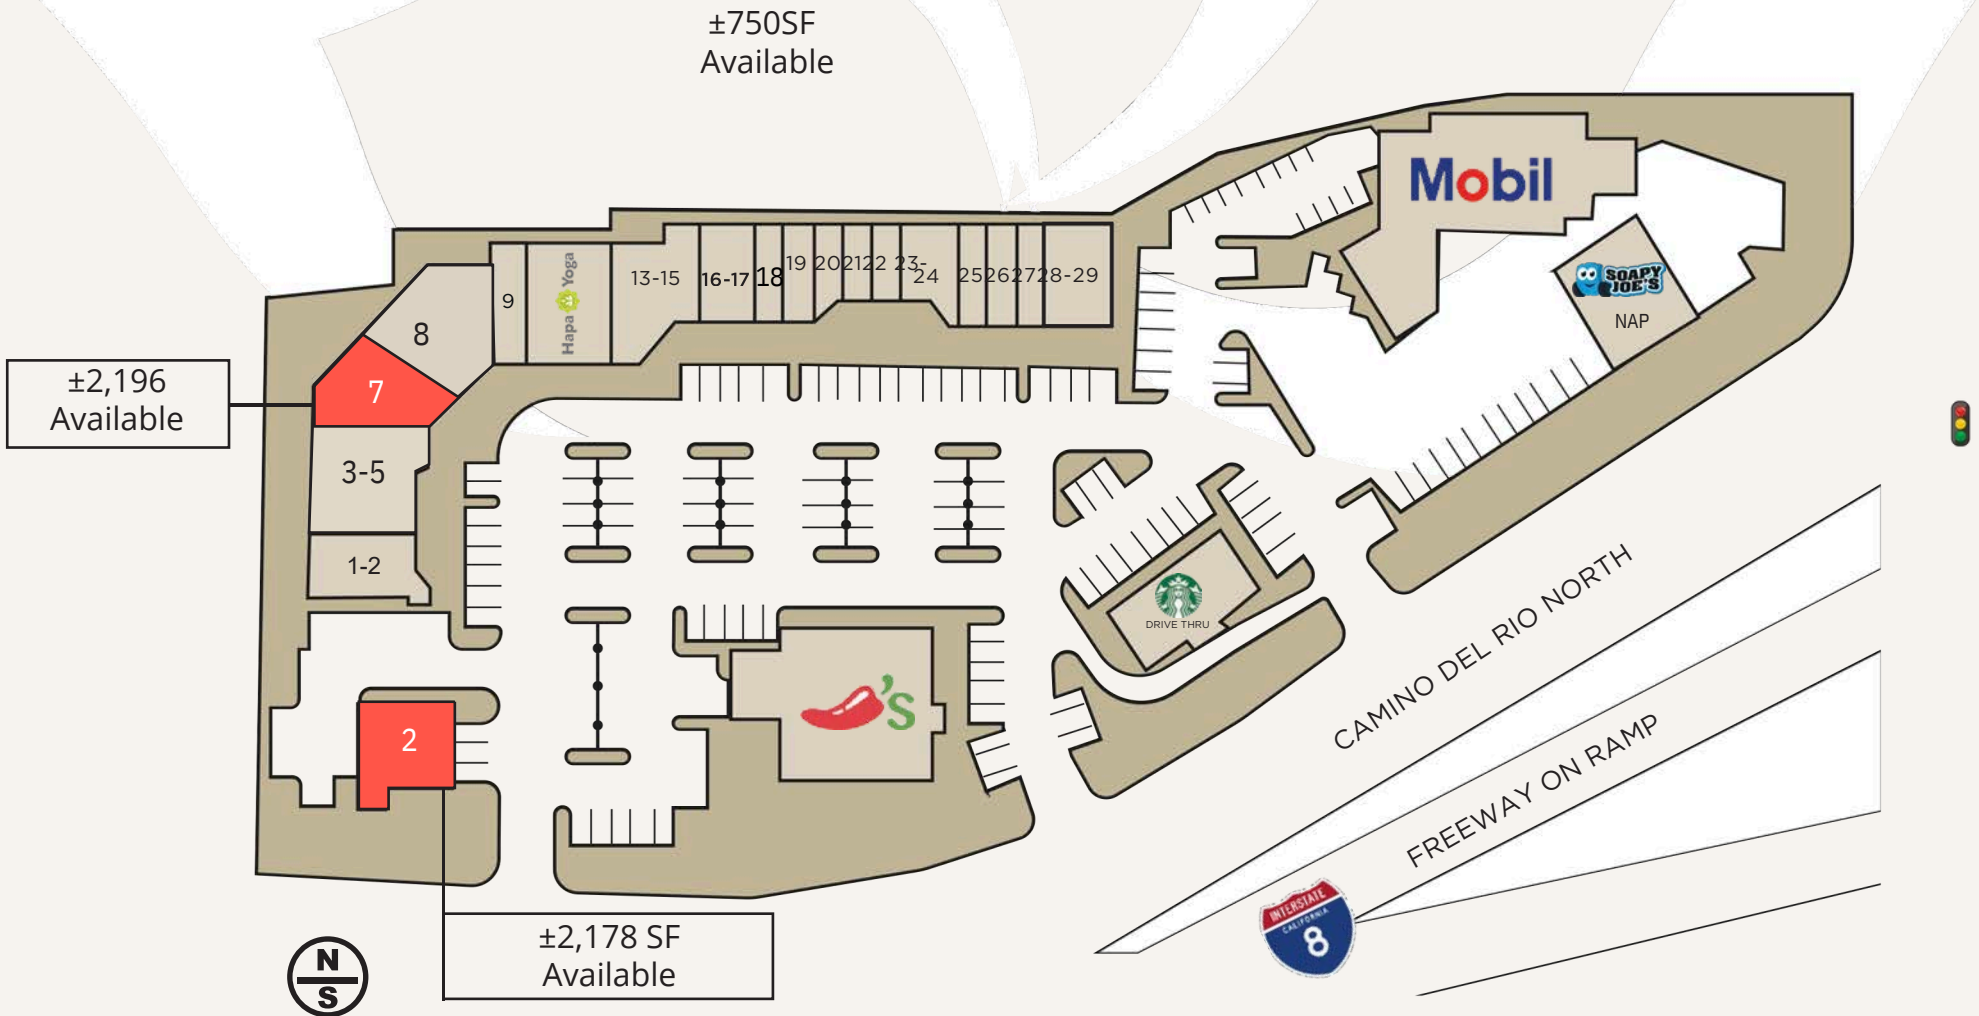 ±750SF
Available
Mobil
SOAPY
JOE'S
NAP
9
Hapa Yoga
13-15
16-17
18
19
20
21
22
23-
24
25
26
27
28-29
8
7
±2,196
Available
3-5
1-2
2
±2,178 SF
Available
'S
DRIVE THRU
CAMINO DEL RIO NORTH
FREEWAY ON RAMP
INTERSTATE
CALIFORNIA
8
N
S